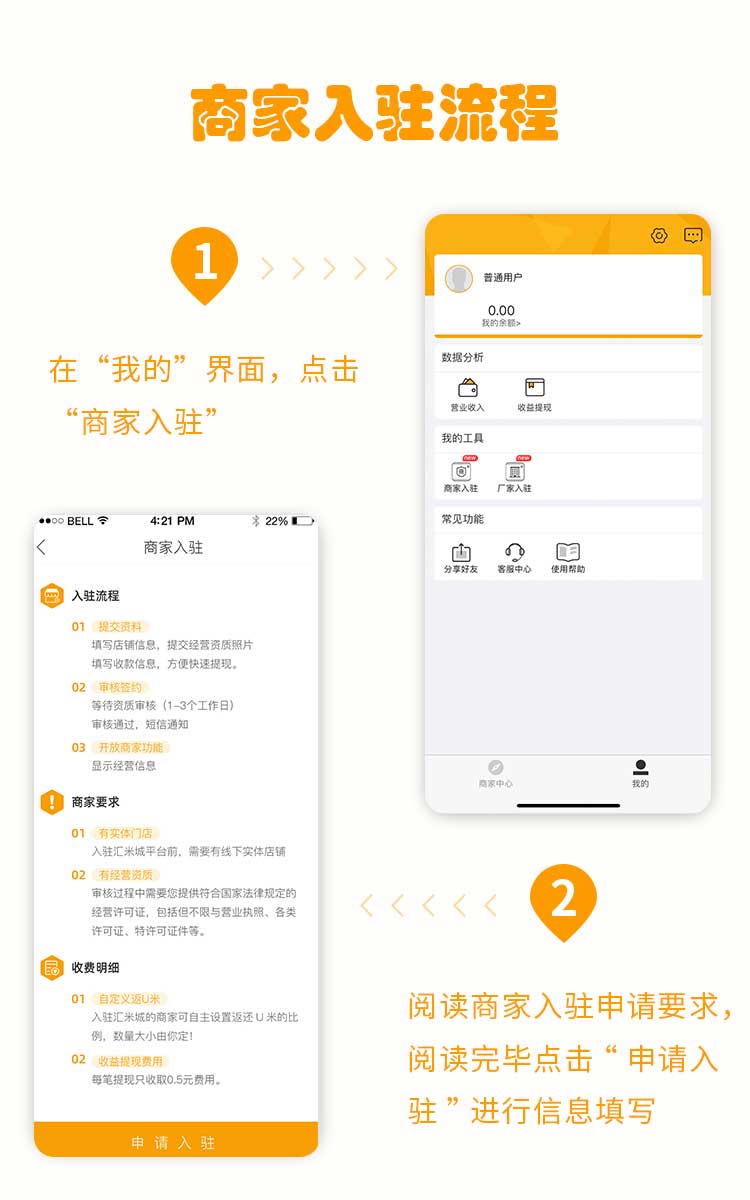 商家入驻流程
1
在“我的”界面，点击
“商家入驻”
普通用户
0.00
我的余额>
数据分析
营业收入 收益提现
我的工具
new new
商家入驻 厂家入驻
常见功能
分享好友 客服中心 使用帮助
商家中心 我的
BELL 4:21 PM 22%
商家入驻
入驻流程
01 提交资料
填写店铺信息，提交经营资质照片
填写收款信息，方便快速提现。
02 审核签约
等待资质审核（1-3个工作日）
审核通过，短信通知
03 开放商家功能
显示经营信息
商家要求
01 有实体门店
入驻汇米城平台前，需要有线下实体店铺
02 有经营资质
审核过程中需要您提供符合国家法律规定的
经营许可证，包括但不限与营业执照、各类
许可证、特许可证件等。
收费明细
01 自定义返U米
入驻汇米城的商家可自主设置返还 U 米的比
例，数量大小由你定！
02 收益提现费用
每笔提现只收取0.5元费用。
申请入驻
2
阅读商家入驻申请要求，
阅读完毕点击“申请入
驻”进行信息填写